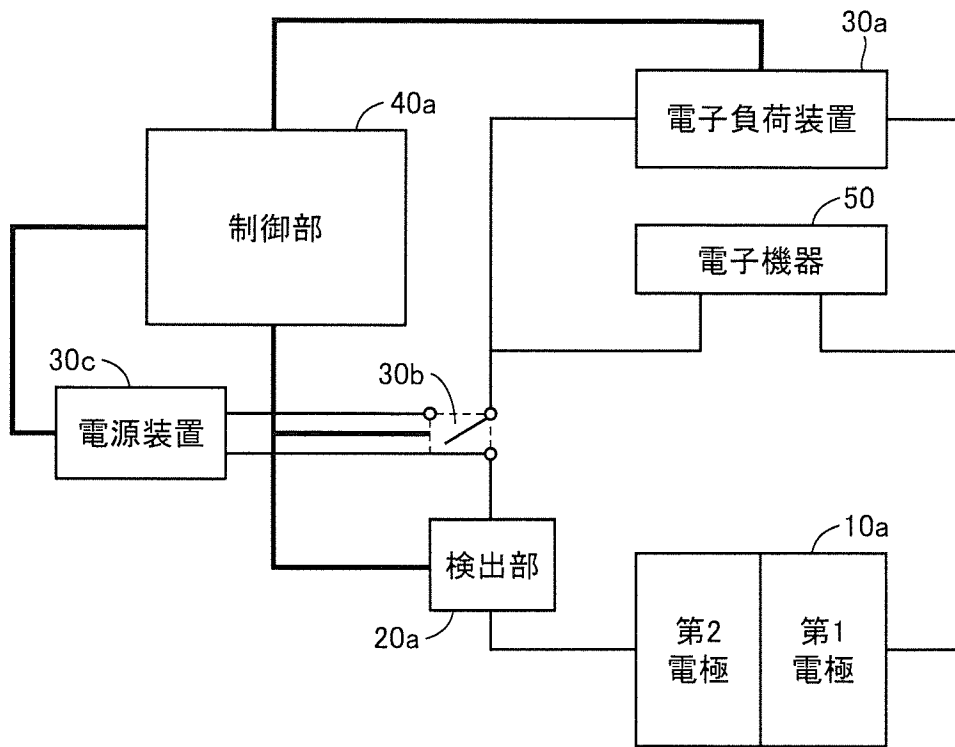 30a
電子負荷装置
40a
制御部
50
電子機器
30c
電源装置
30b
検出部
20a
10a
第2
電極
第1
電極